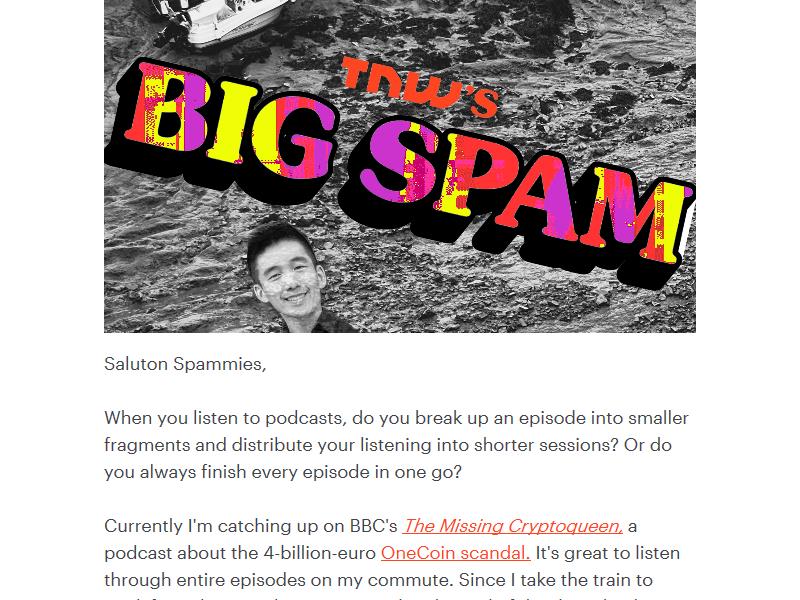 TNW'S
BIG SPAM
Saluton Spammies,
When you listen to podcasts, do you break up an episode into smaller
fragments and distribute your listening into shorter sessions? Or do
you always finish every episode in one go?
Currently I'm catching up on BBC's The Missing Cryptoqueen, a
podcast about the 4-billion-euro OneCoin scandal. It's great to listen
through entire episodes on my commute. Since I take the train to